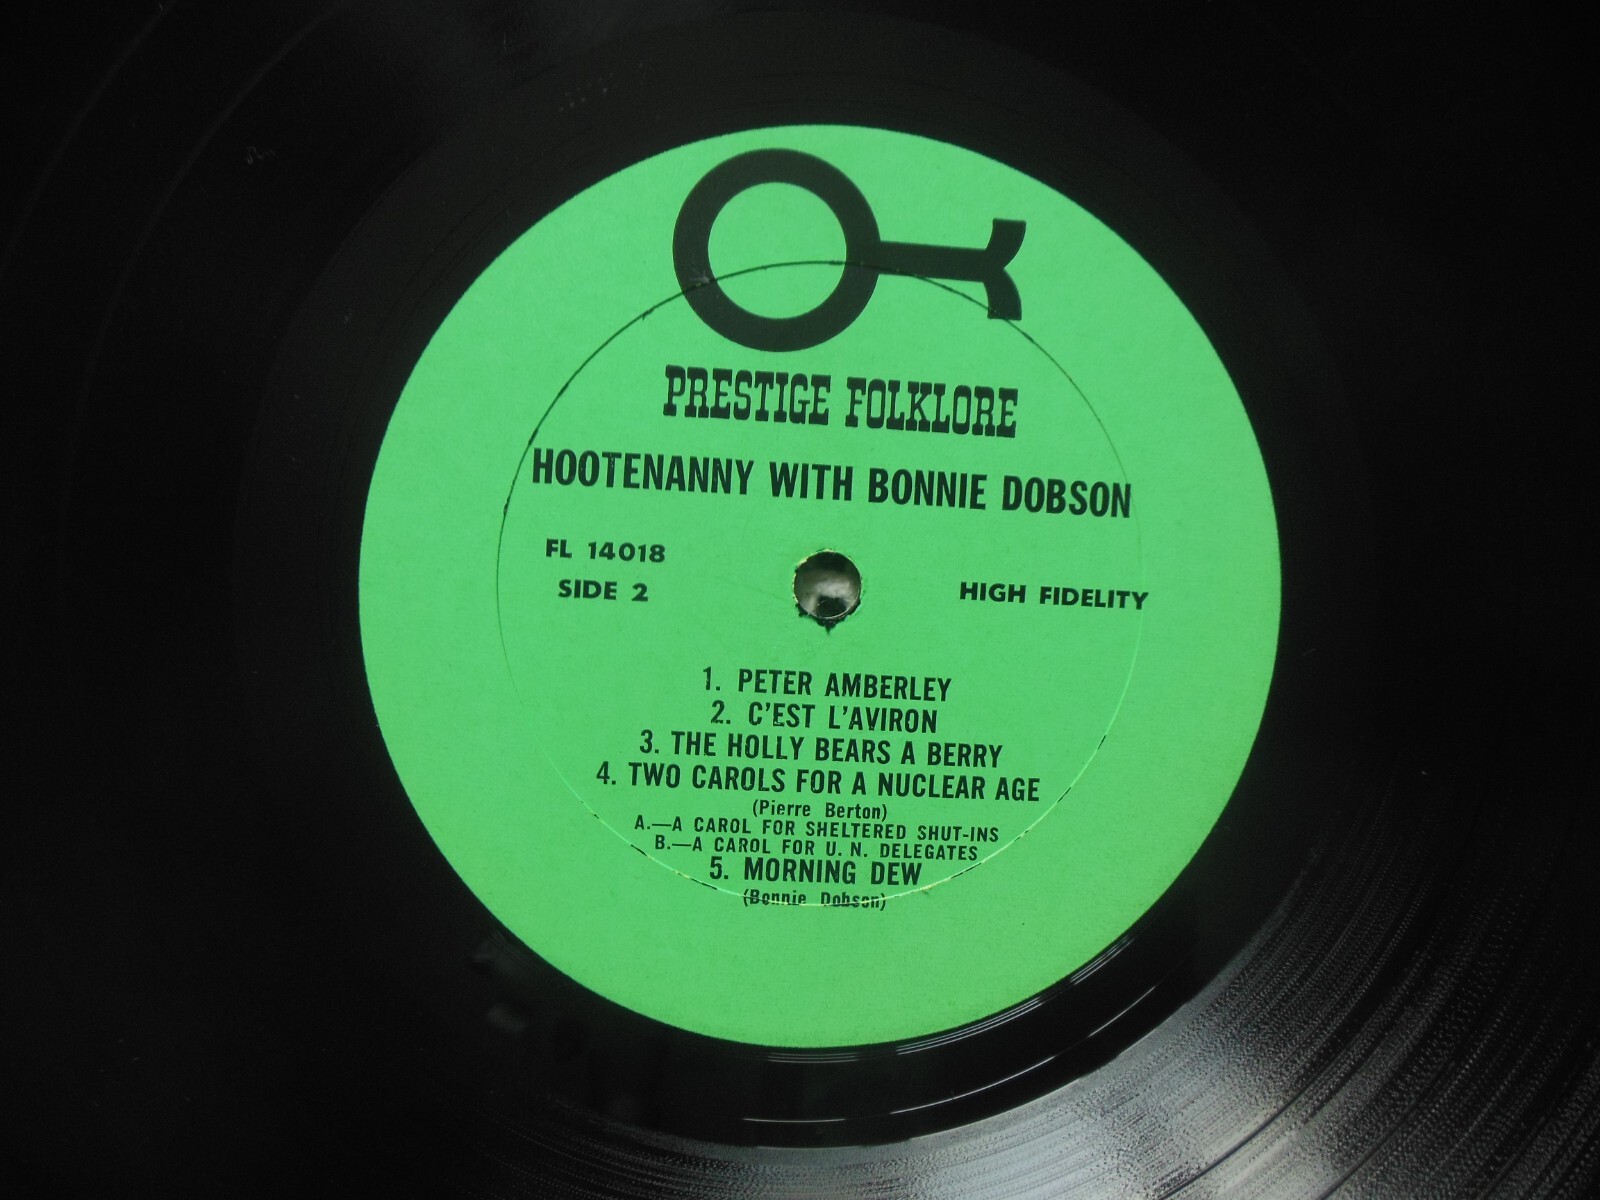 PRESTIGE FOLKLORE
HOOTENANNY WITH BONNIE DOBSON
FL 14018
SIDE 2
HIGH FIDELITY
1. PETER AMBERLEY
2. C'EST L'AVIRON
3. THE HOLLY BEARS A BERRY
4. TWO CAROLS FOR A NUCLEAR AGE
(Pierre Berton)
A.—A CAROL FOR SHELTERED SHUT-INS
B.—A CAROL FOR U. N. DELEGATES
5. MORNING DEW
(Bonnie Dobson)